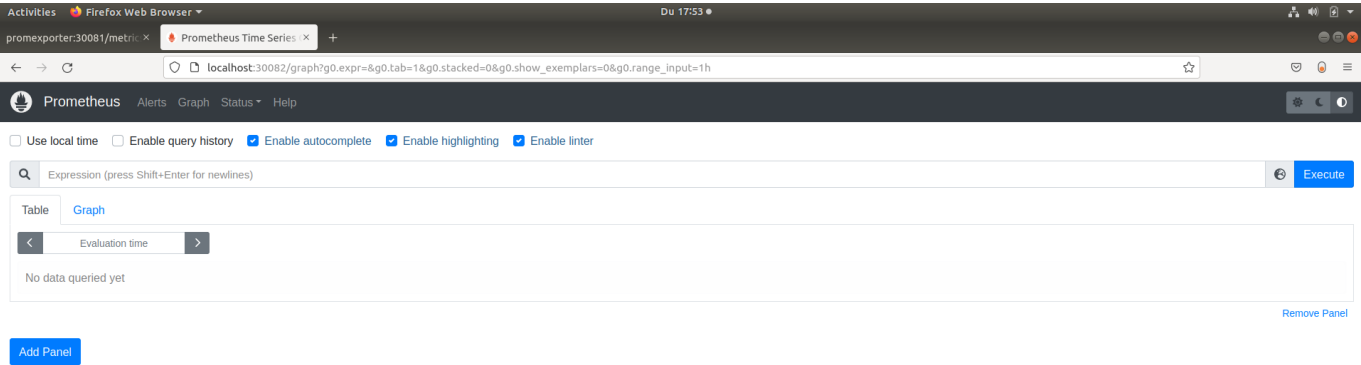 Activities Firefox Web Browser Du 17:53
promexporter:30081/metric × Prometheus Time Series × +
localhost:30082/graph?g0.expr=&g0.tab=1&g0.stacked=0&g0.show_exemplars=0&g0.range_input=1h
Prometheus Alerts Graph Status Help
Use local time Enable query history Enable autocomplete Enable highlighting Enable linter
Expression (press Shift+Enter for newlines) Execute
Table Graph
< Evaluation time >
No data queried yet
Remove Panel
Add Panel